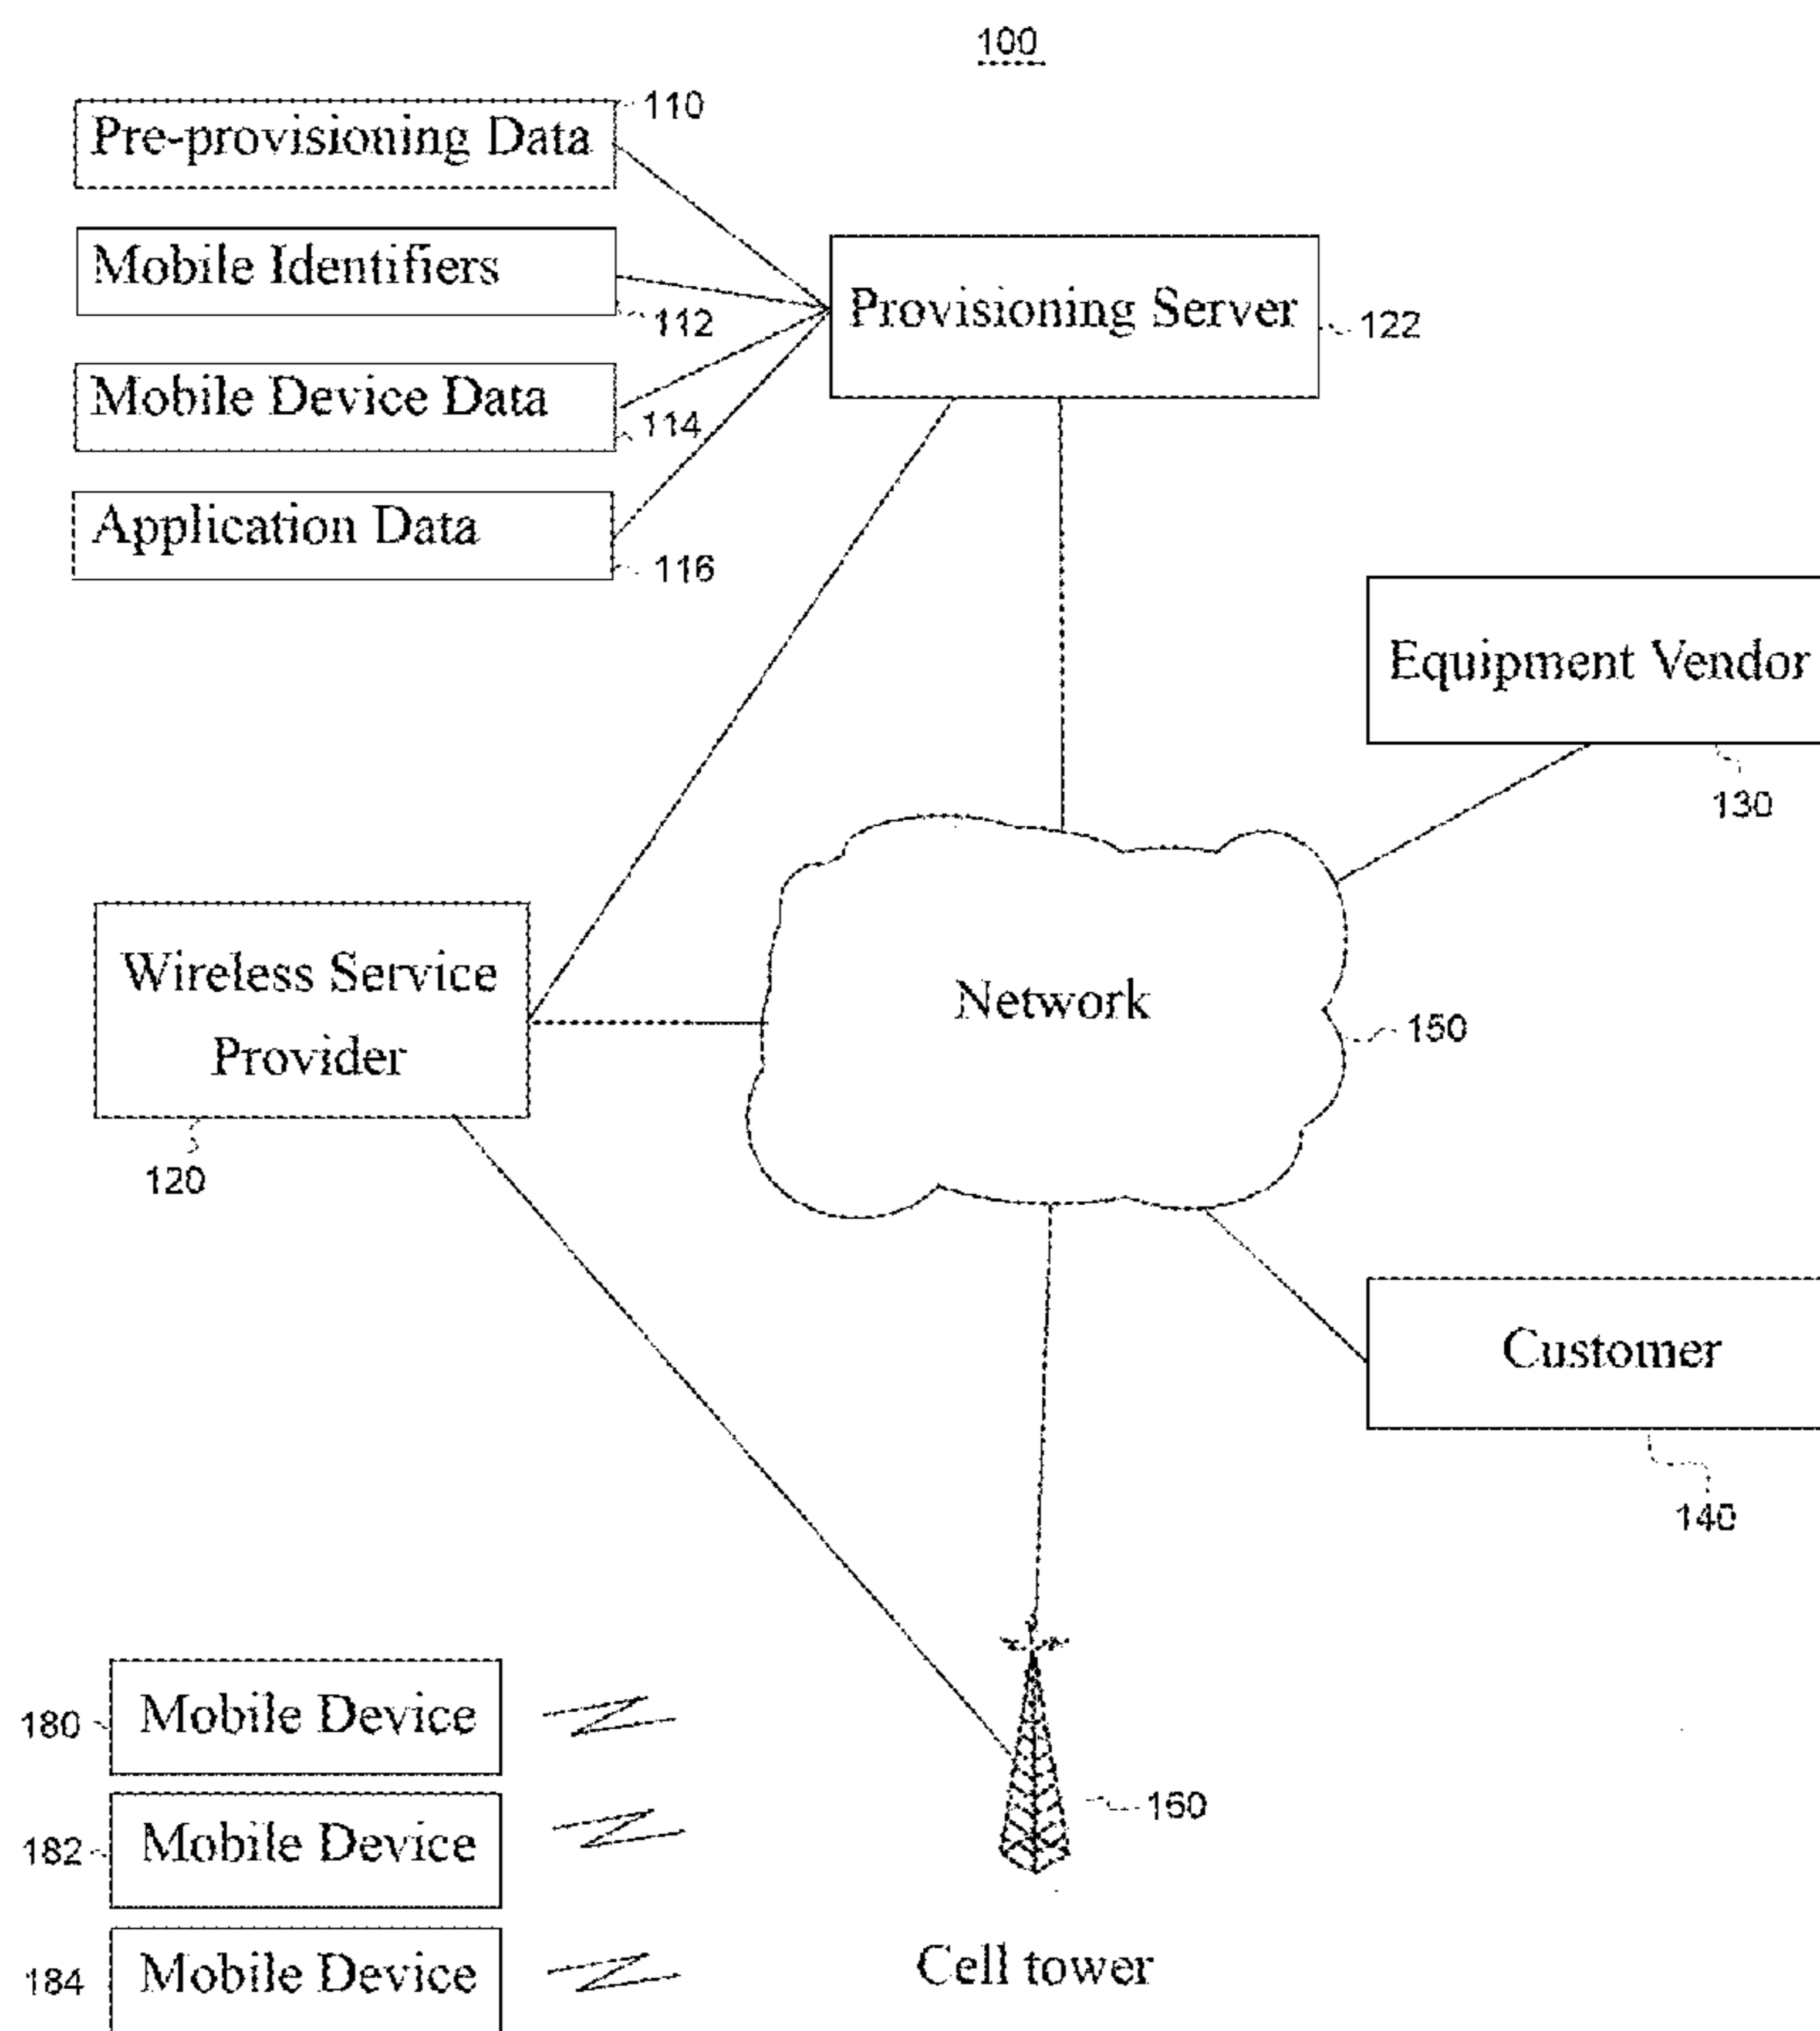 100
Pre-provisioning Data
110
Mobile Identifiers
112
Provisioning Server
122
Mobile Device Data
114
Application Data
116
Equipment Vendor
130
Wireless Service
Provider
120
Network
150
Customer
140
Mobile Device
180
Mobile Device
182
160
Mobile Device
184
Cell tower